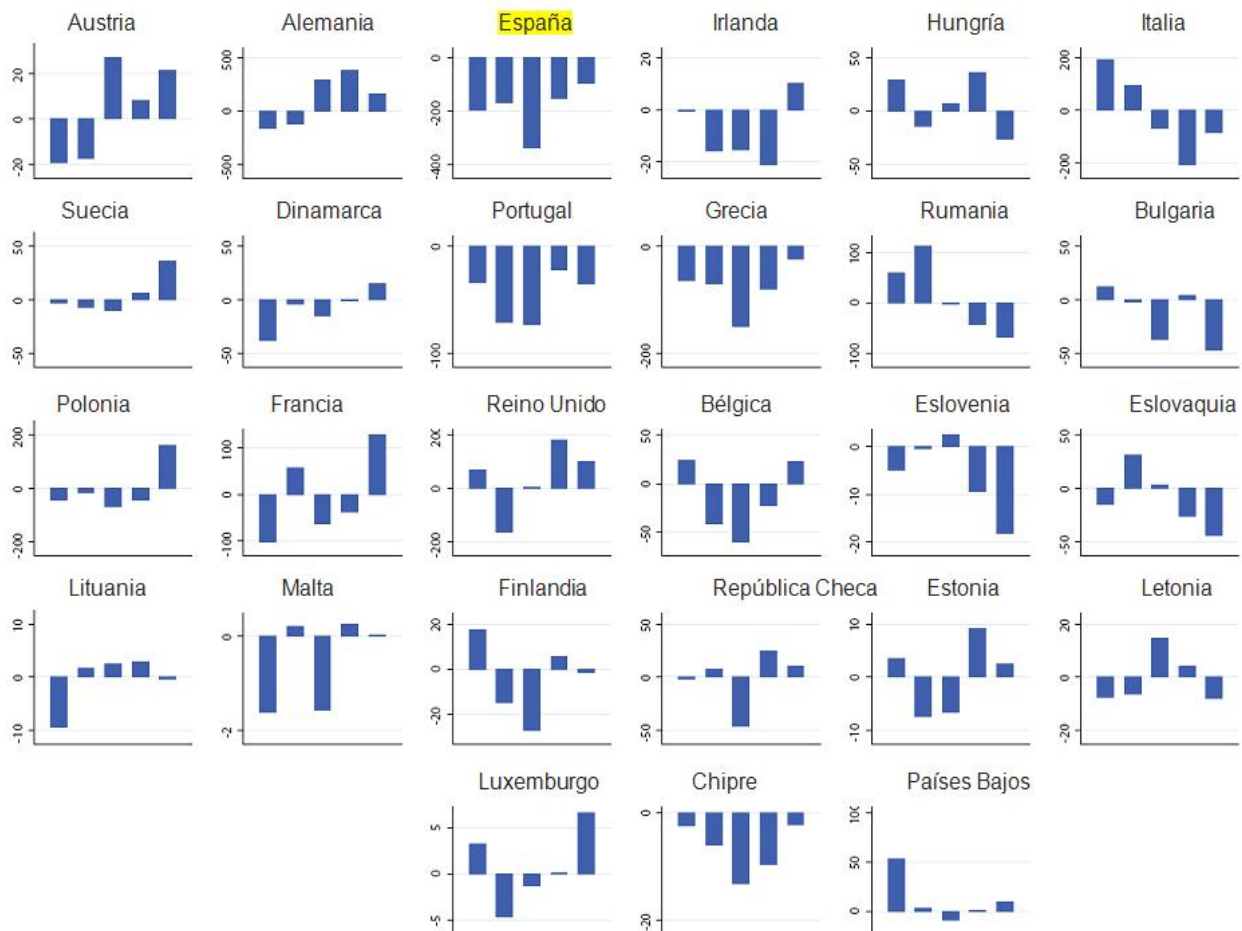 Austria Alemania España Irlanda Hungría Italia
20 500 0 20 50 200
0 0 -200 0 0 0
20 -500 -400 -20 -50 -200
Suecia Dinamarca Portugal Grecia Rumania Bulgaria
50 50 0 0 100 50
0 0 0 0
-50 -50 -100 -200 -100 -50
Polonia Francia Reino Unido Bélgica Eslovenia Eslovaquia
200 100 50 0 50
0 0 0 0 -10 0
-200 -100 -200 -50 -20 -50
Lituania Malta Finlandia República Checa Estonia Letonia
10 0 20 50 10 20
0 0 0 0 0
-10 -2 20 -50 -10 -20
Luxemburgo Chipre Países Bajos
5 0
0 50
-5 -20 0